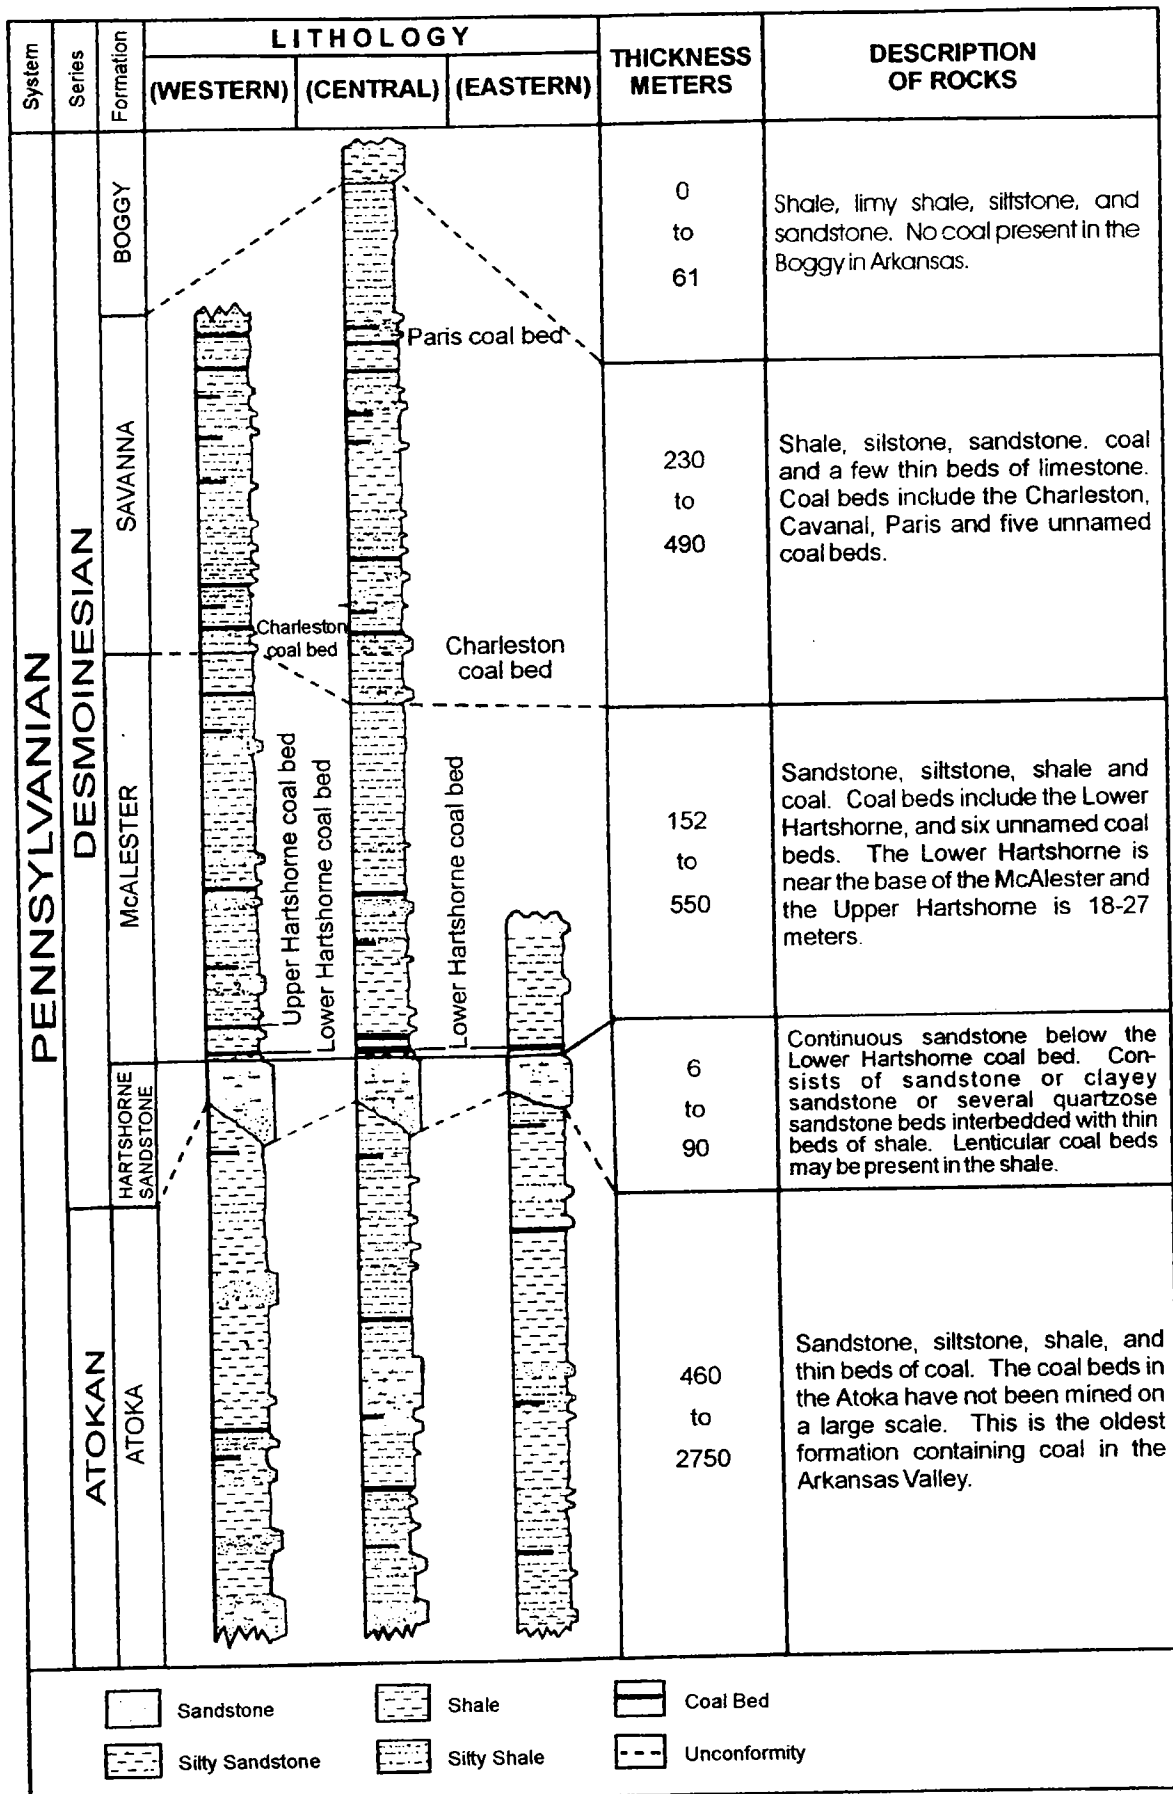 System
Series
Formation
LITHOLOGY
(WESTERN)
(CENTRAL)
(EASTERN)
THICKNESS
METERS
DESCRIPTION
OF ROCKS
PENNSYLVANIAN
DESMOINESIAN
ATOKAN
BOGGY
0
to
61
Shale, limy shale, siltstone, and
sandstone. No coal present in the
Boggy in Arkansas.
SAVANNA
Paris coal bed
Charleston
coal bed
Charleston
coal bed
230
to
490
Shale, silstone, sandstone. coal
and a few thin beds of limestone.
Coal beds include the Charleston,
Cavanal, Paris and five unnamed
coal beds.
McALESTER
Upper Hartshorne coal bed
Lower Hartshorne coal bed
Lower Hartshorne coal bed
152
to
550
Sandstone, siltstone, shale and
coal. Coal beds include the Lower
Hartshorne, and six unnamed coal
beds. The Lower Hartshorne is
near the base of the McAlester and
the Upper Hartshorne is 18-27
meters.
HARTSHORNE
SANDSTONE
6
to
90
Continuous sandstone below the
Lower Hartshorne coal bed. Con-
sists of sandstone or clayey
sandstone or several quartzose
sandstone beds interbedded with thin
beds of shale. Lenticular coal beds
may be present in the shale.
ATOKA
460
to
2750
Sandstone, siltstone, shale, and
thin beds of coal. The coal beds in
the Atoka have not been mined on
a large scale. This is the oldest
formation containing coal in the
Arkansas Valley.
Sandstone
Shale
Coal Bed
Silty Sandstone
Silty Shale
Unconformity